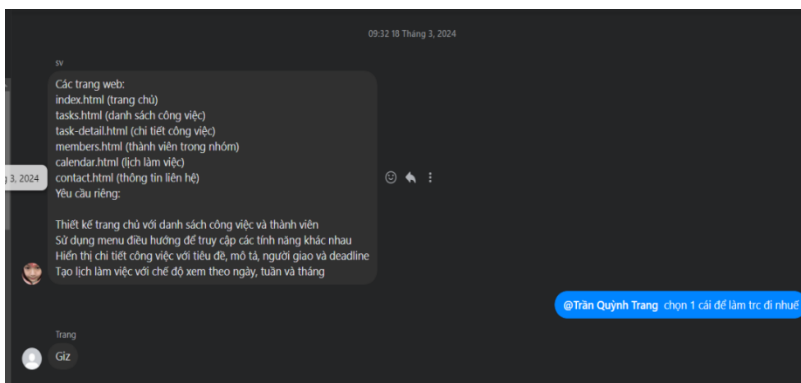 09:32 18 Tháng 3, 2024
sv
Các trang web:
index.html (trang chủ)
tasks.html (danh sách công việc)
task-detail.html (chi tiết công việc)
members.html (thành viên trong nhóm)
calendar.html (lịch làm việc)
3, 2024
contact.html (thông tin liên hệ)
Yêu cầu riêng:
Thiết kế trang chủ với danh sách công việc và thành viên
Sử dụng menu điều hướng để truy cập các tính năng khác nhau
Hiển thị chi tiết công việc với tiêu đề, mô tả, người giao và deadline
Tạo lịch làm việc với chế độ xem theo ngày, tuần và tháng
@Trần Quỳnh Trang chọn 1 cái để làm trc đi nhuế
Trang
Giz